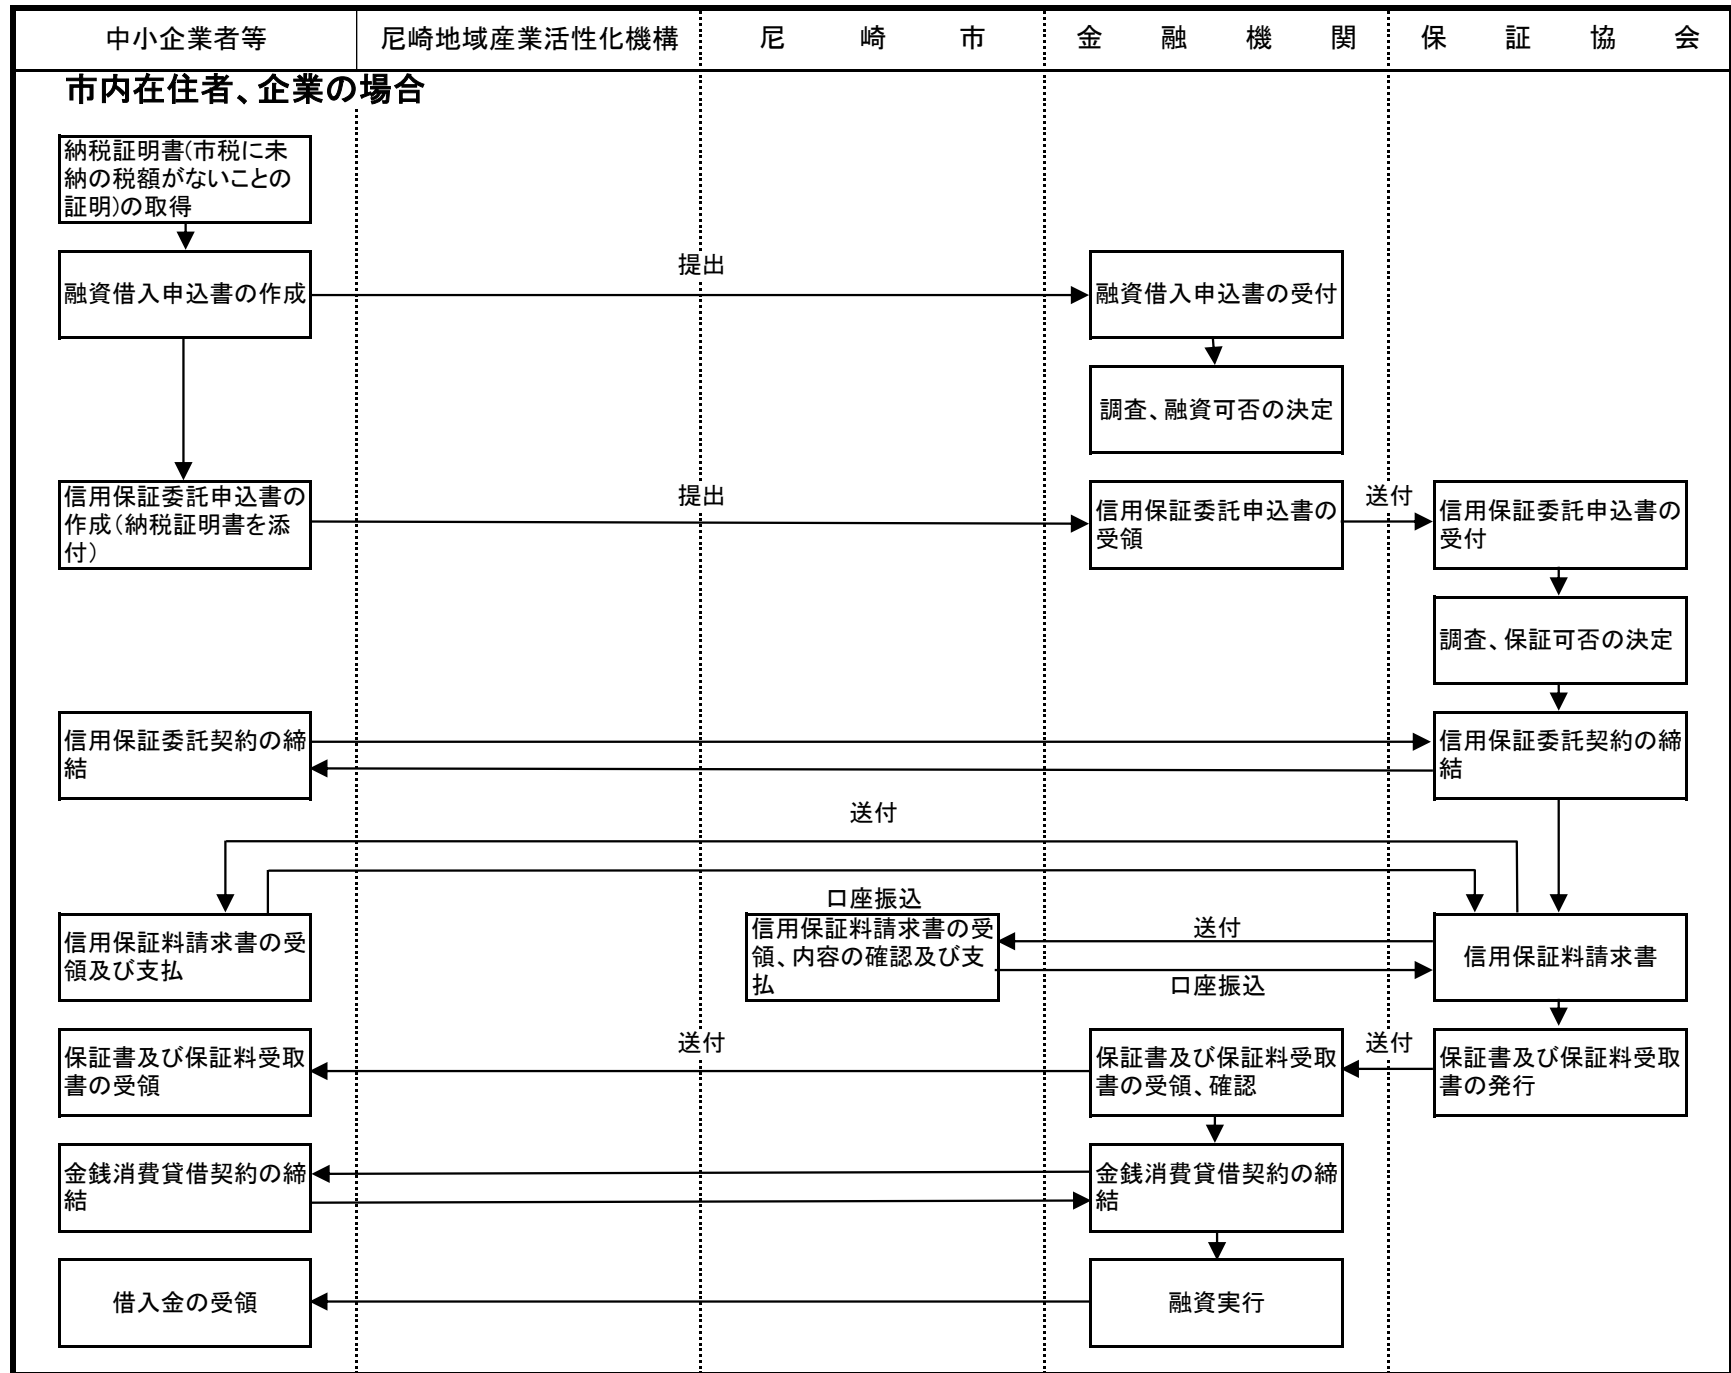 中小企業者等
尼崎地域産業活性化機構
尼崎市
金融機関
保証協会
市内在住者、企業の場合
納税証明書(市税に未
納の税額がないことの
証明)の取得
提出
融資借入申込書の作成
融資借入申込書の受付
調査、融資可否の決定
信用保証委託申込書の
作成(納税証明書を添
付)
提出
信用保証委託申込書の
受領
送付
信用保証委託申込書の
受付
調査、保証可否の決定
信用保証委託契約の締
結
信用保証委託契約の締
結
送付
口座振込
信用保証料請求書の受
領及び支払
信用保証料請求書の受
領、内容の確認及び支
払
送付
口座振込
信用保証料請求書
保証書及び保証料受取
書の受領
送付
保証書及び保証料受取
書の受領、確認
送付
保証書及び保証料受取
書の発行
金銭消費貸借契約の締
結
金銭消費貸借契約の締
結
借入金の受領
融資実行